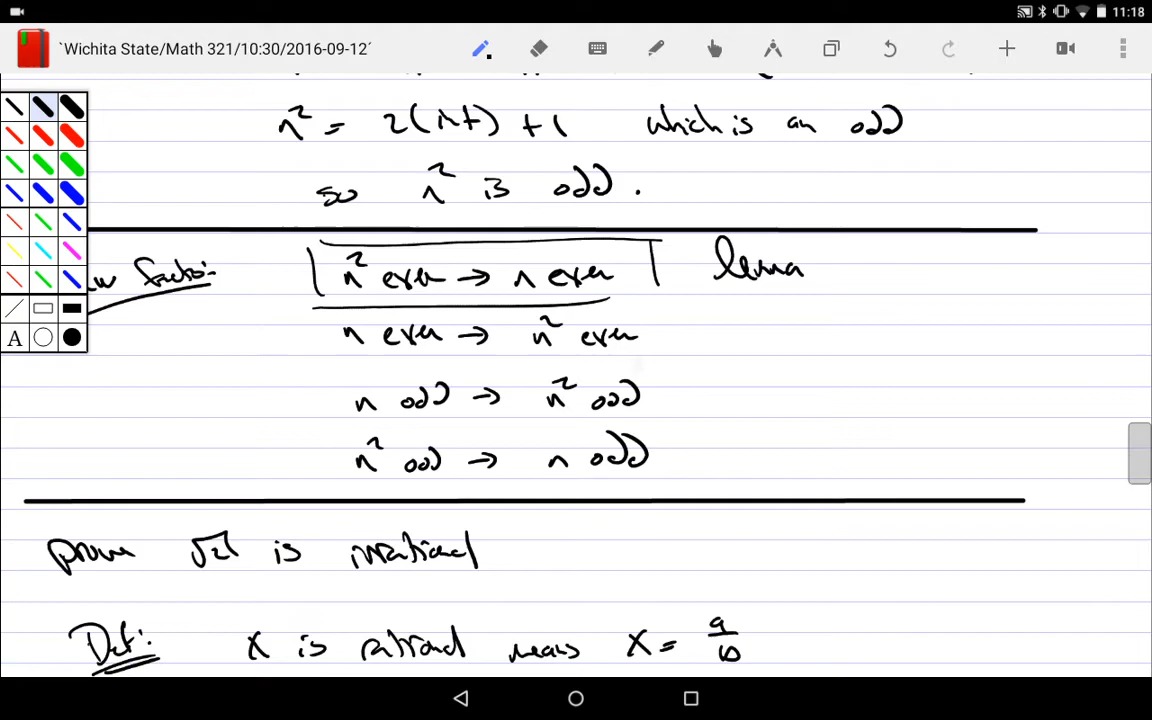 11:18
`Wichita State/Math 321/10:30/2016-09-12´
n² = 2(int) + 1 which is an odd
so n² is odd.
facts: n² even → n even lemma
n even → n² even
n odd → n² odd
n² odd → n odd
A
prove √2 is irrational
Def: X is rational means X = a/b